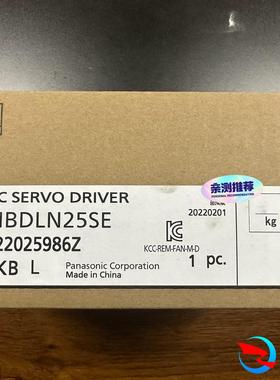 亲测推荐
C SERVO DRIVER
20220201
BDLN25SE
kg
22025986Z
KCC-REM-FAN-M-D
KB L
Panasonic Corporation
Made in China
1 pc.